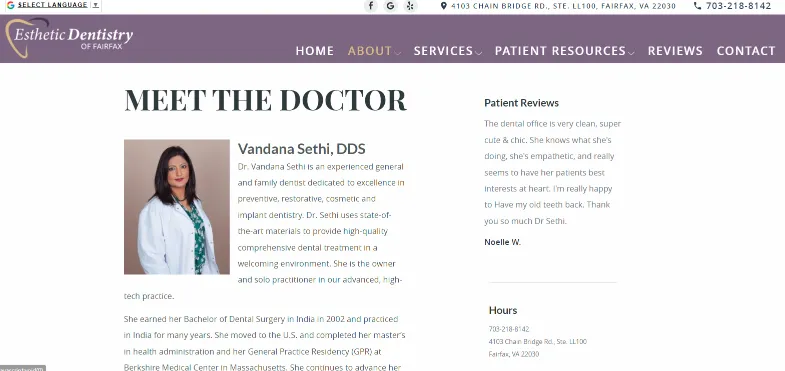 SELECT LANGUAGE ▼
4103 CHAIN BRIDGE RD., STE. LL100, FAIRFAX, VA 22030
703-218-8142
Esthetic Dentistry
OF FAIRFAX
HOME ABOUT SERVICES PATIENT RESOURCES REVIEWS CONTACT
MEET THE DOCTOR
Vandana Sethi, DDS
Dr. Vandana Sethi is an experienced general
and family dentist dedicated to excellence in
preventive, restorative, cosmetic and
implant dentistry. Dr. Sethi uses state-of-
the-art materials to provide high-quality
comprehensive dental treatment in a
welcoming environment. She is the owner
and solo practitioner in our advanced, high-
tech practice.
She earned her Bachelor of Dental Surgery in India in 2002 and practiced
in India for many years. She moved to the U.S. and completed her master's
in health administration and her General Practice Residency (GPR) at
Berkshire Medical Center in Massachusetts. She continues to advance her
Patient Reviews
The dental office is very clean, super
cute & chic. She knows what she's
doing, she's empathetic, and really
seems to have her patients best
interests at heart. I'm really happy
to Have my old teeth back. Thank
you so much Dr Sethi.
Noelle W.
Hours
703-218-8142
4103 Chain Bridge Rd., Ste. LL100
Fairfax, VA 22030